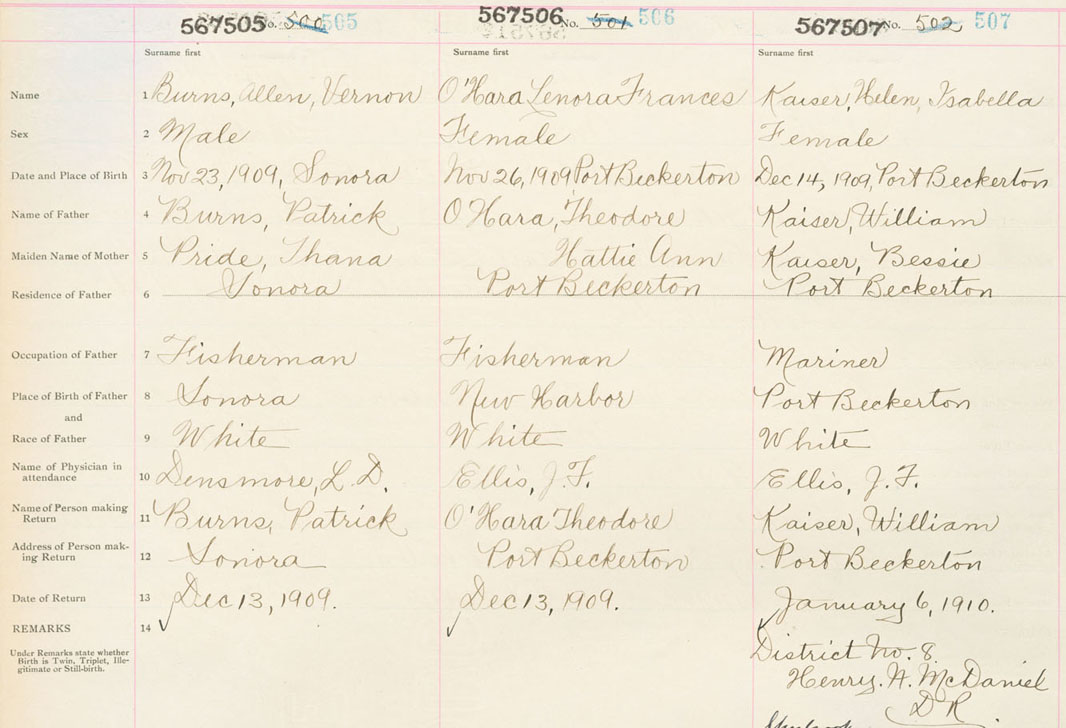 567505 No. 500 505 567506 No. 501 506 567507 No. 502 507
Surname first Surname first Surname first
Name 1 Burns, Allen, Vernon O'Hara Lenora Frances Kaiser, Helen, Isabella
Sex 2 Male Female Female
Date and Place of Birth 3 Nov 23, 1909, Sonora Nov 26, 1909 Port Beckerton Dec 14, 1909, Port Beckerton
Name of Father 4 Burns, Patrick O Hara, Theodore Kaiser, William
Maiden Name of Mother 5 Pride, Thana Hattie Ann Kaiser, Bessie
Residence of Father 6 Sonora Port Beckerton Port Beckerton
Occupation of Father 7 Fisherman Fisherman Mariner
Place of Birth of Father 8 Sonora New Harbor Port Beckerton
and
Race of Father 9 White White White
Name of Physician in
attendance 10 Densmore, L. D. Ellis, J. F. Ellis, J. F.
Name of Person making
Return 11 Burns, Patrick O'Hara Theodore Kaiser, William
Address of Person mak-
ing Return 12 Sonora Port Beckerton Port Beckerton
Date of Return 13 Dec 13, 1909. Dec 13, 1909. January 6, 1910.
REMARKS 14
Under Remarks state whether
Birth is Twin, Triplet, Ille-
gitimate or Still-birth.
District No. 8.
Henry. A. McDaniel
D R